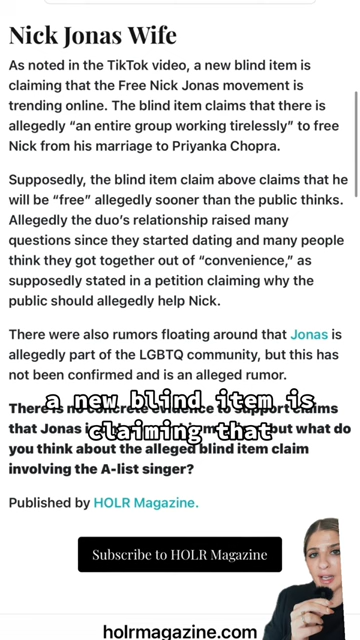 Nick Jonas Wife
As noted in the TikTok video, a new blind item is
claiming that the Free Nick Jonas movement is
trending online. The blind item claims that there is
allegedly “an entire group working tirelessly” to free
Nick from his marriage to Priyanka Chopra.
Supposedly, the blind item claim above claims that he
will be “free” allegedly sooner than the public thinks.
Allegedly the duo’s relationship raised many
questions since they started dating and many people
think they got together out of “convenience,” as
supposedly stated in a petition claiming why the
public should allegedly help Nick.
There were also rumors floating around that Jonas is
allegedly part of the LGBTQ community, but this has
not been confirmed and is an alleged rumor.
a new blind item is
There is no concrete evidence to support claims
claiming that
that Jonas but what do
you think about the alleged blind item claim
involving the A-list singer?
Published by HOLR Magazine.
Subscribe to HOLR Magazine
holrmagazine.com